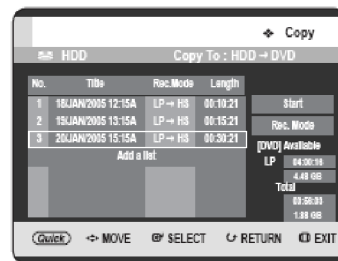 ❖ Copy
HDD Copy To : HDD → DVD
No. Title Rec.Mode Length
1 18/JAN/2005 12:15A LP → HS 00:10:21
2 19/JAN/2005 13:15A LP → HS 00:15:21
3 20/JAN/2005 15:15A LP → HS 00:30:21
Add a list
Start
Rec. Mode
[DVD] Available
LP 04:00:16
4.49 GB
Total
03:56:03
1.88 GB
Quick MOVE SELECT RETURN EXIT